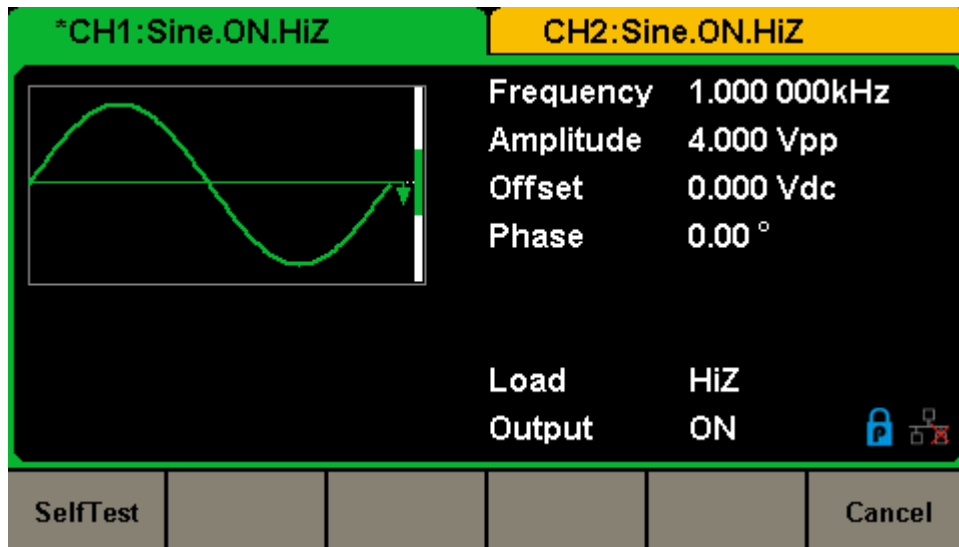 *CH1:Sine.ON.HiZ
CH2:Sine.ON.HiZ
Frequency 1.000 000kHz
Amplitude 4.000 Vpp
Offset 0.000 Vdc
Phase 0.00 °
Load HiZ
Output ON
P
SelfTest
Cancel